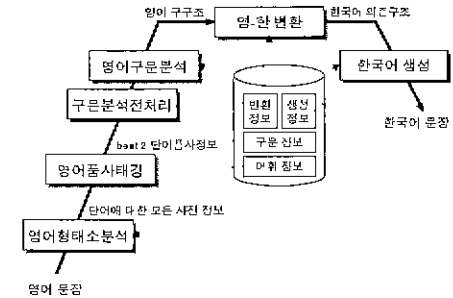 영어 구구조
영-한 변환
한국어 의존구조
영어구문분석
한국어 생성
구문분석전처리
변환 정보
생성 정보
한국어 문장
구문 정보
best 2 단어품사정보
어휘 정보
영어품사태깅
단어에 대한 모든 사전 정보
영어형태소분석
영어 문장